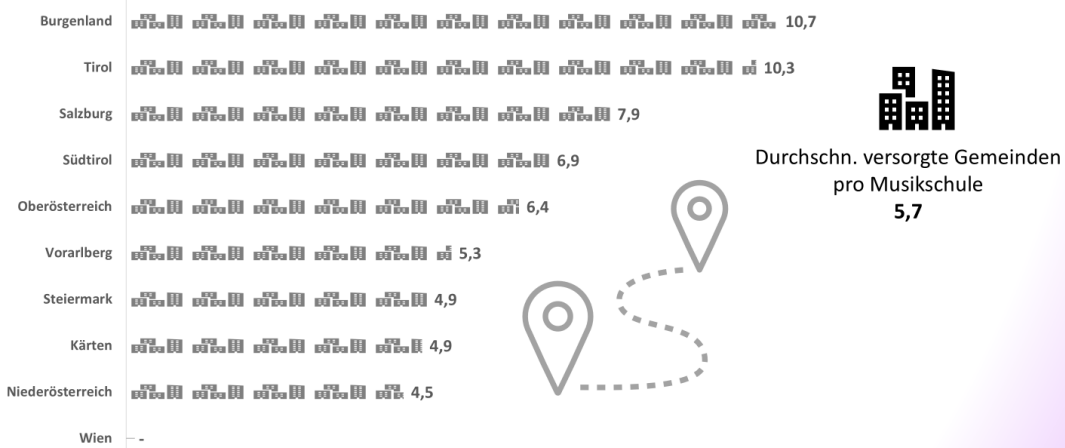 Burgenland 10,7
Tirol 10,3
Salzburg 7,9
Südtirol 6,9
Oberösterreich 6,4
Vorarlberg 5,3
Steiermark 4,9
Kärten 4,9
Niederösterreich 4,5
Wien -
Durchschn. versorgte Gemeinden
pro Musikschule
5,7